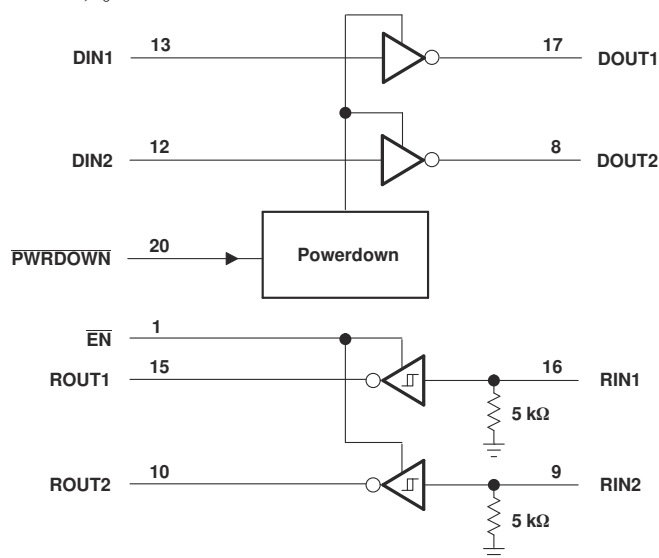 DIN1 13 17 DOUT1
DIN2 12 8 DOUT2
PWRDOWN 20 Powerdown
EN 1
ROUT1 15 16 RIN1
5 kΩ
ROUT2 10 9 RIN2
5 kΩ